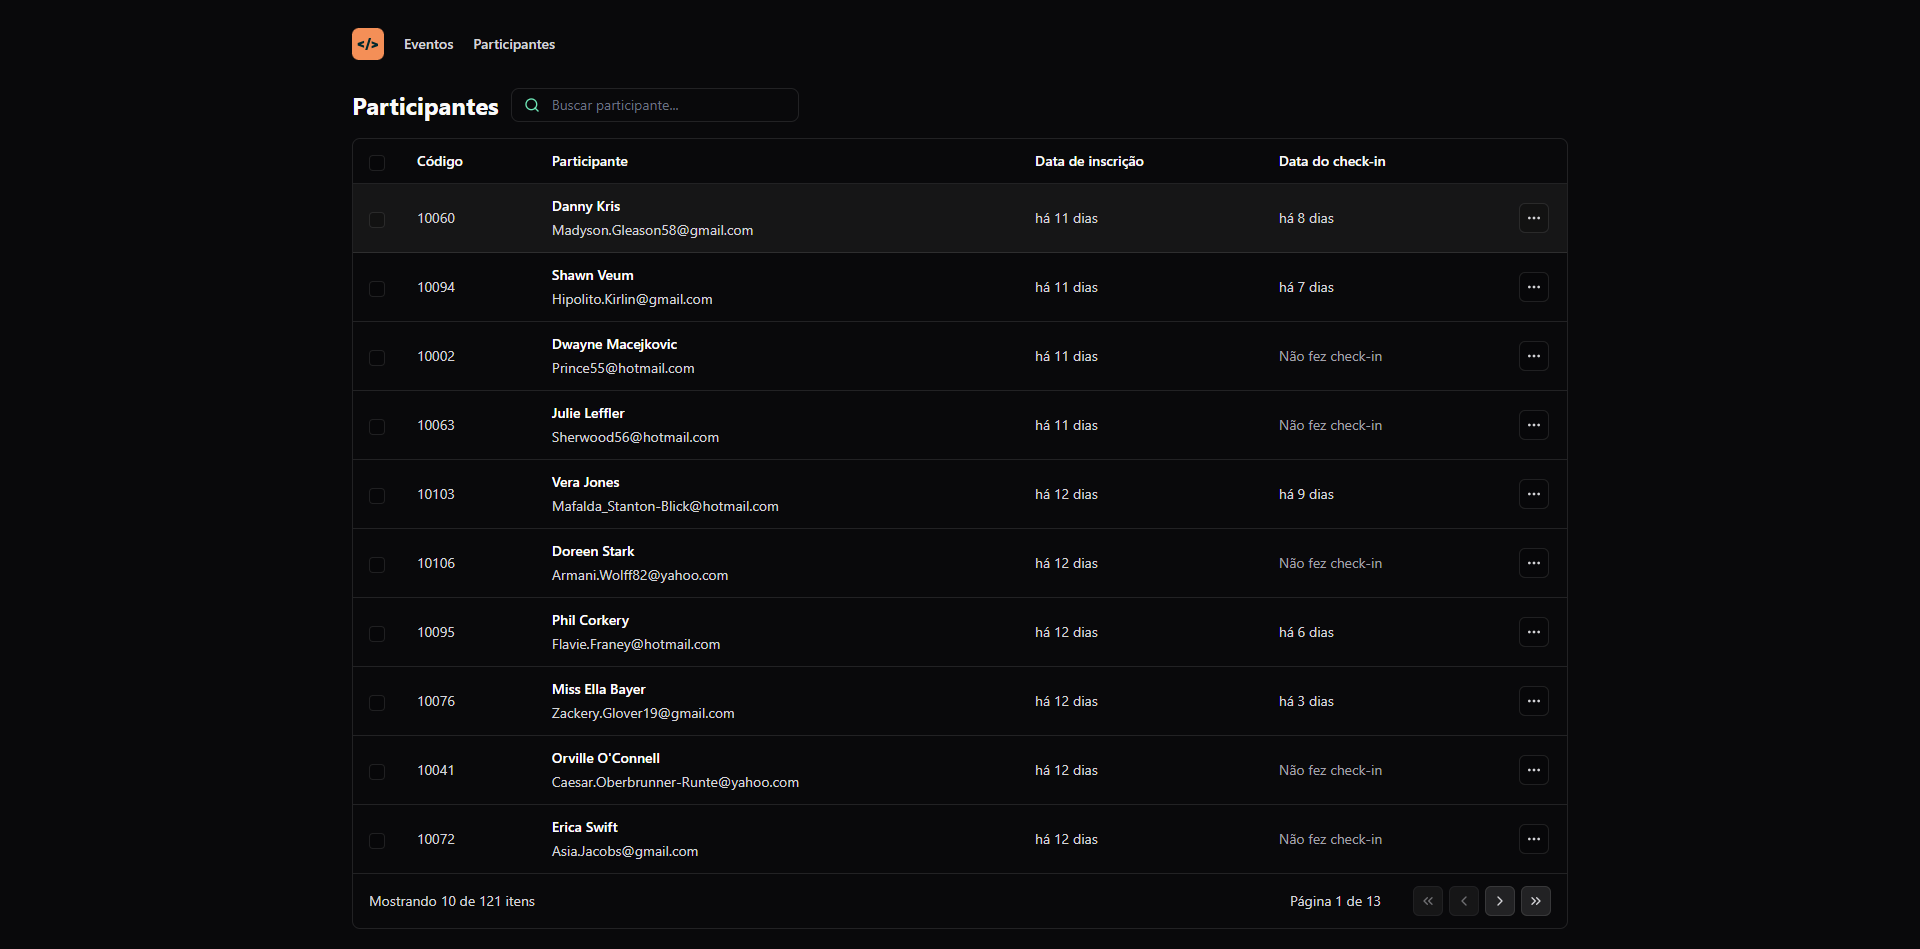 </> Eventos Participantes
Participantes Buscar participante...
Código Participante Data de inscrição Data do check-in
Danny Kris
10060 há 11 dias há 8 dias
Madyson.Gleason58@gmail.com
Shawn Veum
10094 há 11 dias há 7 dias
Hipolito.Kirlin@gmail.com
Dwayne Macejkovic
10002 há 11 dias Não fez check-in
Prince55@hotmail.com
Julie Leffler
10063 há 11 dias Não fez check-in
Sherwood56@hotmail.com
Vera Jones
10103 há 12 dias há 9 dias
Mafalda_Stanton-Blick@hotmail.com
Doreen Stark
10106 há 12 dias Não fez check-in
Armani.Wolff82@yahoo.com
Phil Corkery
10095 há 12 dias há 6 dias
Flavie.Franey@hotmail.com
Miss Ella Bayer
10076 há 12 dias há 3 dias
Zackery.Glover19@gmail.com
Orville O'Connell
10041 há 12 dias Não fez check-in
Caesar.Oberbrunner-Runte@yahoo.com
Erica Swift
10072 há 12 dias Não fez check-in
Asia.Jacobs@gmail.com
Mostrando 10 de 121 itens Página 1 de 13